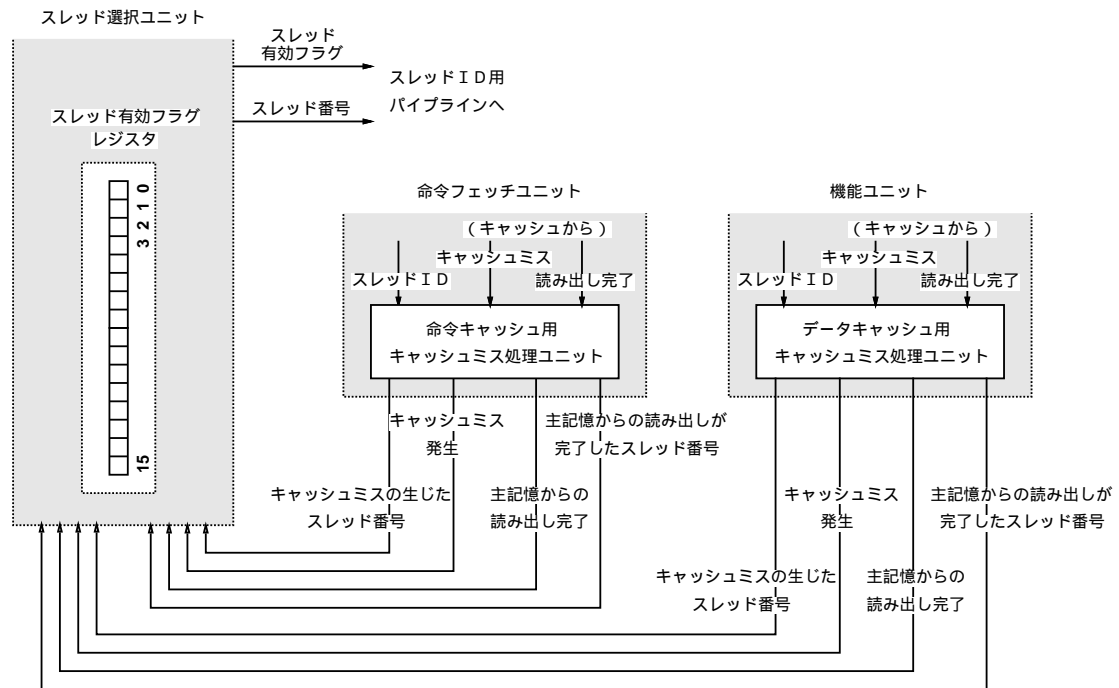 スレッド選択ユニット
スレッド
有効フラグ
スレッドＩＤ用
パイプラインへ
スレッド番号
スレッド有効フラグ
レジスタ
0
1
2
3
15
命令フェッチユニット
（キャッシュから）
キャッシュミス
スレッドＩＤ
読み出し完了
命令キャッシュ用
キャッシュミス処理ユニット
キャッシュミス
発生
主記憶からの読み出しが
完了したスレッド番号
キャッシュミスの生じた
スレッド番号
主記憶からの
読み出し完了
機能ユニット
（キャッシュから）
キャッシュミス
スレッドＩＤ
読み出し完了
データキャッシュ用
キャッシュミス処理ユニット
キャッシュミス
発生
主記憶からの読み出しが
完了したスレッド番号
キャッシュミスの生じた
スレッド番号
主記憶からの
読み出し完了